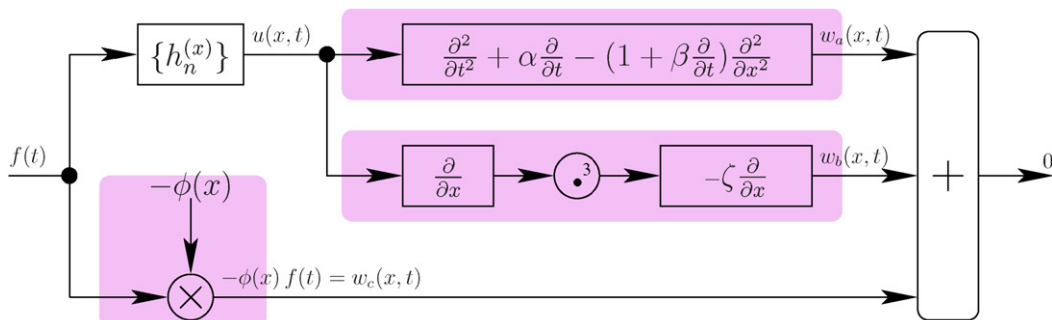 {h_n^{(x)}}
u(x, t)
∂²/∂t² + α ∂/∂t − (1 + β ∂/∂t) ∂²/∂x²
w_a(x, t)
f(t)
∂/∂x
•³
−ζ ∂/∂x
w_b(x, t)
+
0
−ϕ(x)
×
−ϕ(x) f(t) = w_c(x, t)